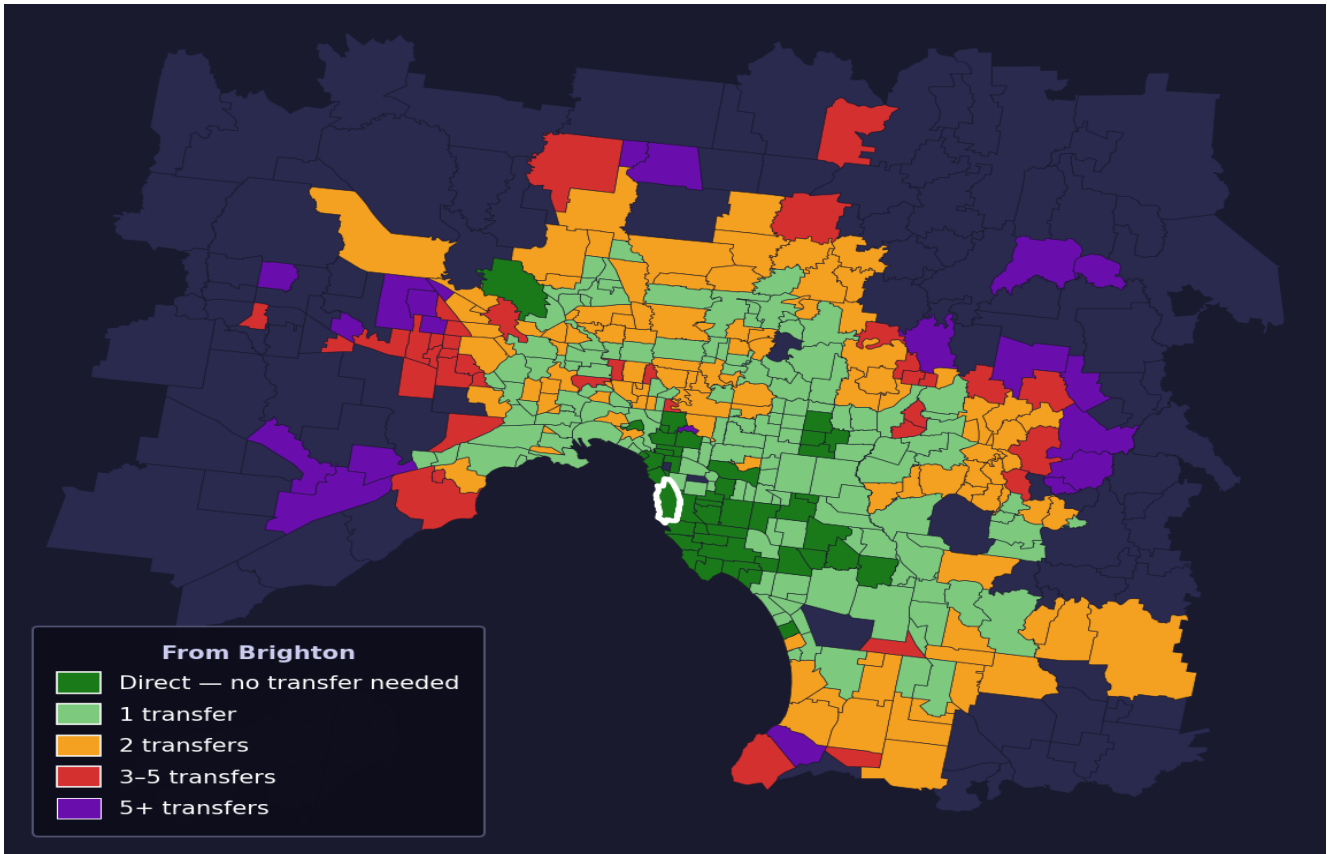 From Brighton
Direct — no transfer needed
1 transfer
2 transfers
3–5 transfers
5+ transfers